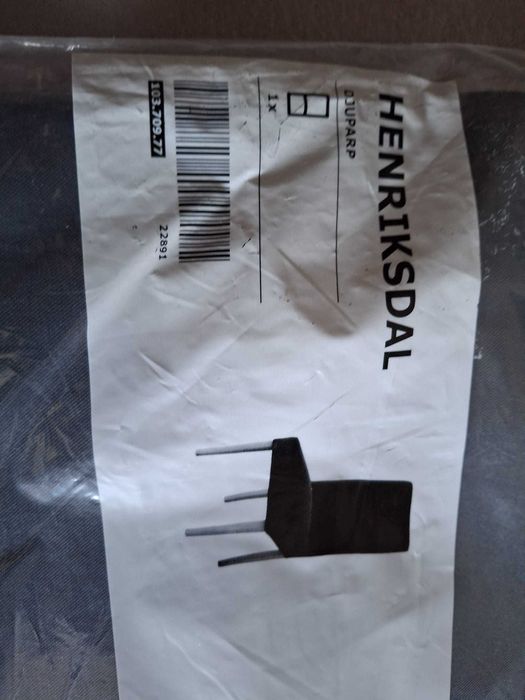 HENRIKSDAL
DJUPARP
1x
103.709.77
22891